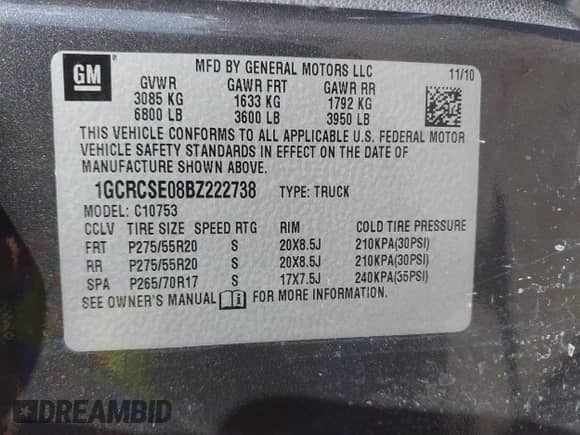 GM
MFD BY GENERAL MOTORS LLC 11/10
GVWR GAWR FRT GAWR RR
3085 KG 1633 KG 1792 KG
6800 LB 3600 LB 3950 LB
THIS VEHICLE CONFORMS TO ALL APPLICABLE U.S. FEDERAL MOTOR
VEHICLE SAFETY STANDARDS IN EFFECT ON THE DATE OF
MANUFACTURE SHOWN ABOVE.
1GCRCSE08BZ222738 TYPE: TRUCK
MODEL: C10753
CCLV TIRE SIZE SPEED RTG RIM COLD TIRE PRESSURE
FRT P275/55R20 S 20X8.5J 210KPA(30PSI)
RR P275/55R20 S 20X8.5J 210KPA(30PSI)
SPA P265/70R17 S 17X7.5J 240KPA(35PSI)
SEE OWNER'S MANUAL FOR MORE INFORMATION.
DREAMBID